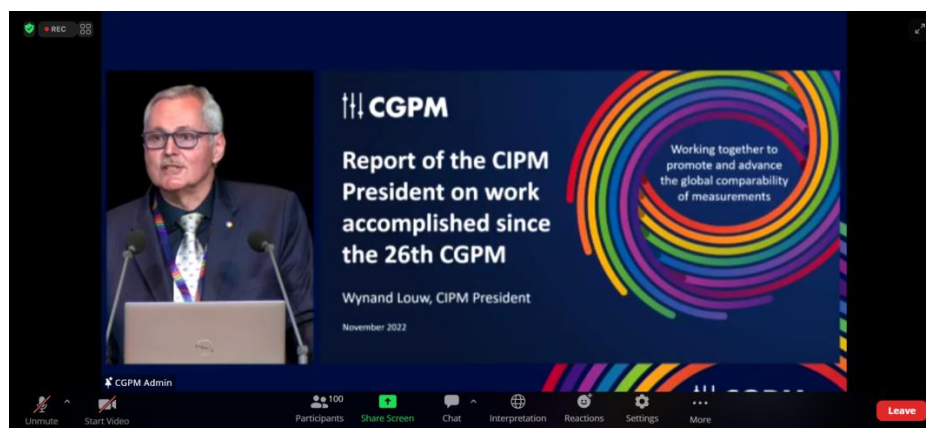 REC
CGPM
Report of the CIPM
President on work
accomplished since
the 26th CGPM
Wynand Louw, CIPM President
November 2022
Working together to
promote and advance
the global comparability
of measurements
CGPM Admin
CGPM
Unmute
Start Video
100
Participants
Share Screen
Chat
Interpretation
Reactions
Settings
More
Leave